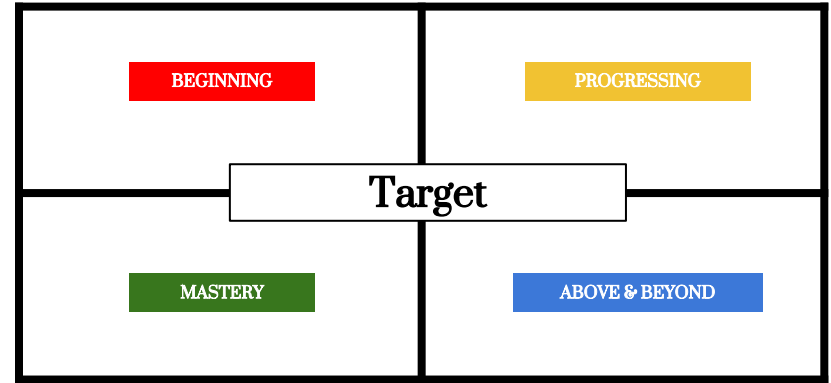 BEGINNING
PROGRESSING
Target
MASTERY
ABOVE & BEYOND